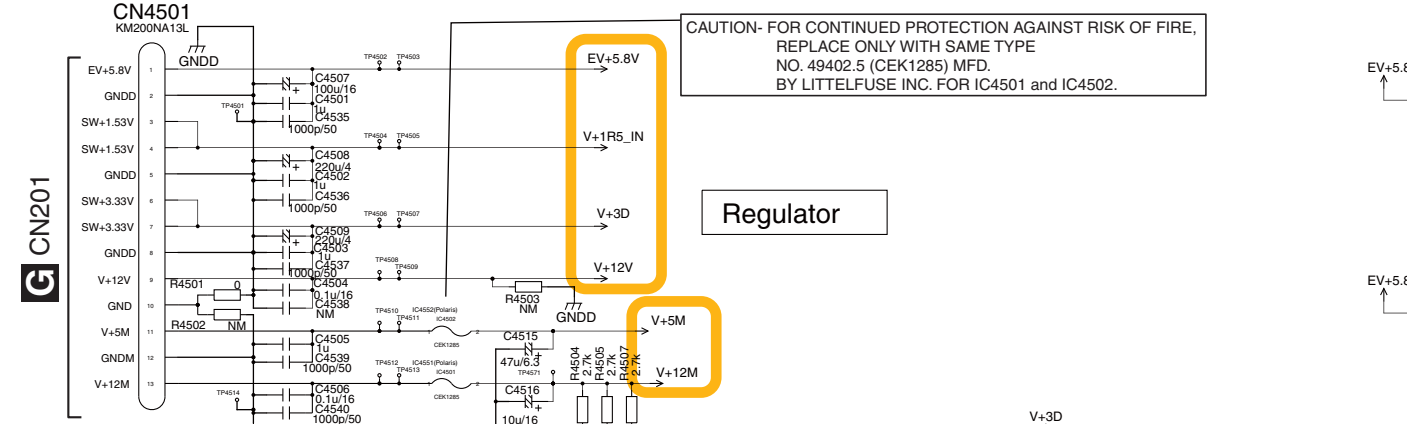 CN4501
KM200NA13L
CAUTION- FOR CONTINUED PROTECTION AGAINST RISK OF FIRE,
REPLACE ONLY WITH SAME TYPE
NO. 49402.5 (CEK1285) MFD.
BY LITTELFUSE INC. FOR IC4501 and IC4502.
GNDD
G CN201
EV+5.8V 1
TP4502 TP4503
EV+5.8V
C4507
100u/16
GNDD 2
C4501
1u
TP4501
C4535
1000p/50
SW+1.53V 3
SW+1.53V 4
TP4504 TP4505
V+1R5_IN
C4508
220u/4
GNDD 5
C4502
1u
C4536
1000p/50
SW+3.33V 6
SW+3.33V 7
TP4506 TP4507
V+3D
Regulator
C4509
220u/4
GNDD 8
C4503
1u
C4537
1000p/50
V+12V 9
TP4508
TP4509
V+12V
R4501 0
C4504
0.1u/16
GND 10
C4538
NM
R4503
NM
GNDD
R4502 NM
V+5M 11
TP4510
TP4511
IC4552(Polaris)
IC4502
1 2
CEK1285
V+5M
C4505
1u
GNDM 12
C4539
1000p/50
C4515
47u/6.3
R4504
2.7k
R4505
2.7k
R4507
2.7k
V+12M 13
TP4512
TP4513
IC4551(Polaris)
IC4501
1 2
CEK1285
TP4571
V+12M
TP4514
C4506
0.1u/16
C4540
1000p/50
C4516
10u/16
EV+5.8
EV+5.8
V+3D